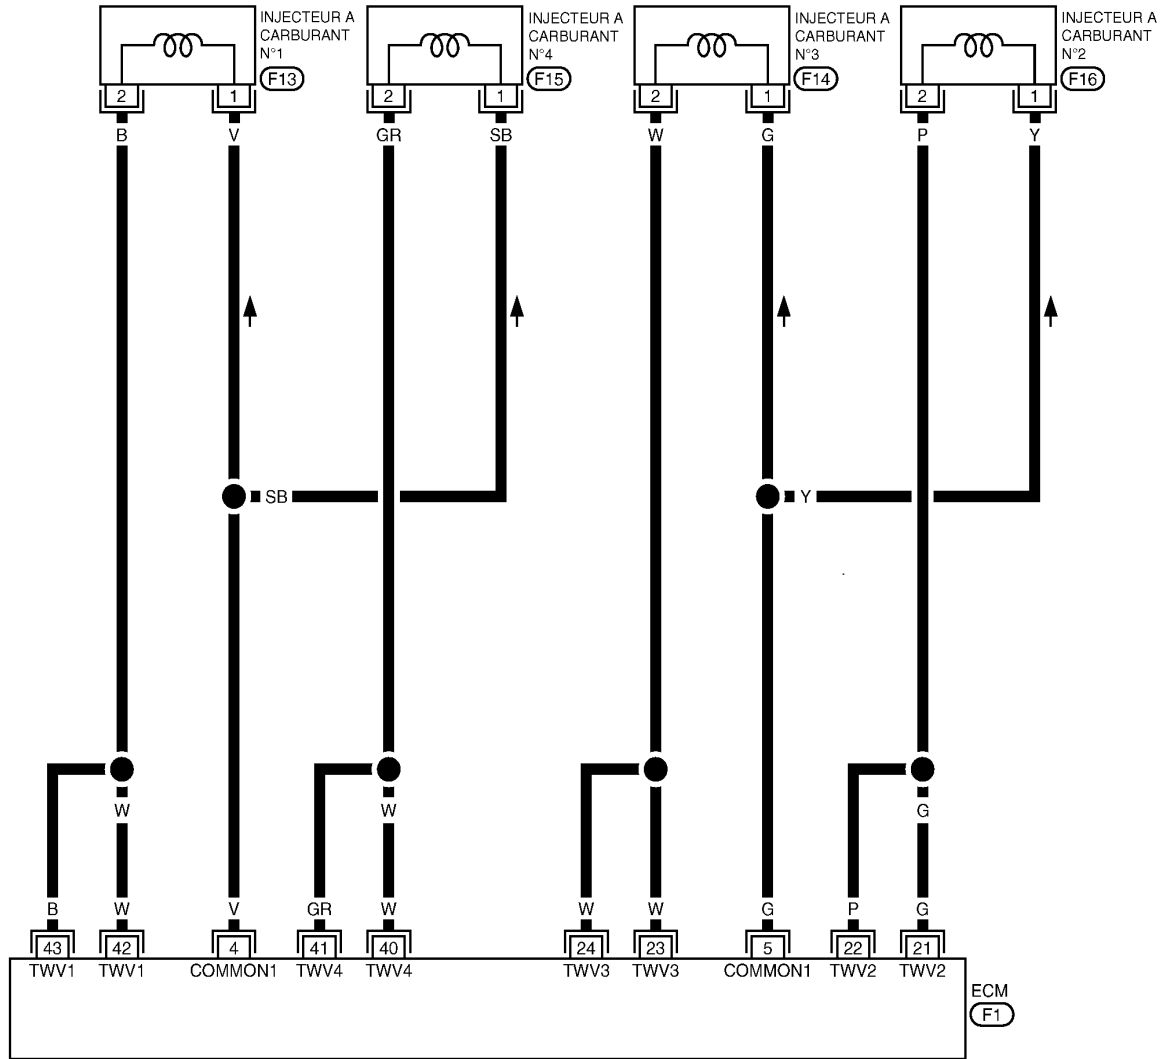 INJECTEUR A
CARBURANT
N°1
F13
INJECTEUR A
CARBURANT
N°4
F15
INJECTEUR A
CARBURANT
N°3
F14
INJECTEUR A
CARBURANT
N°2
F16
2 1 2 1 2 1 2 1
B V GR SB W G P Y
SB Y
W W G
B W V GR W W W G P G
43 42 4 41 40 24 23 5 22 21
TWV1 TWV1 COMMON1 TWV4 TWV4 TWV3 TWV3 COMMON1 TWV2 TWV2
ECM
F1